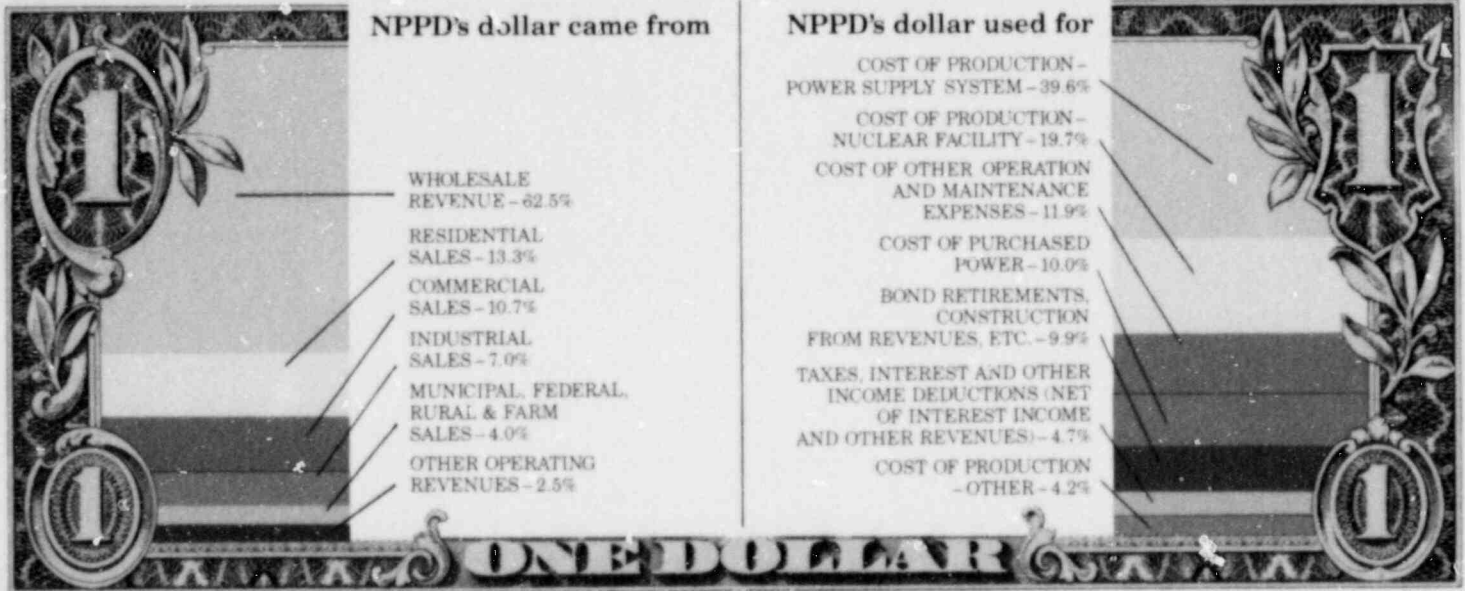 NPPD's dollar came from
WHOLESALE
REVENUE – 62.5%
RESIDENTIAL
SALES – 13.3%
COMMERCIAL
SALES – 10.7%
INDUSTRIAL
SALES – 7.0%
MUNICIPAL, FEDERAL,
RURAL & FARM
SALES – 4.0%
OTHER OPERATING
REVENUES – 2.5%
NPPD's dollar used for
COST OF PRODUCTION –
POWER SUPPLY SYSTEM – 39.6%
COST OF PRODUCTION –
NUCLEAR FACILITY – 19.7%
COST OF OTHER OPERATION
AND MAINTENANCE
EXPENSES – 11.9%
COST OF PURCHASED
POWER – 10.0%
BOND RETIREMENTS,
CONSTRUCTION
FROM REVENUES, ETC. – 9.9%
TAXES, INTEREST AND OTHER
INCOME DEDUCTIONS (NET
OF INTEREST INCOME
AND OTHER REVENUES) – 4.7%
COST OF PRODUCTION
– OTHER – 4.2%
1
1
1
1
ONE DOLLAR